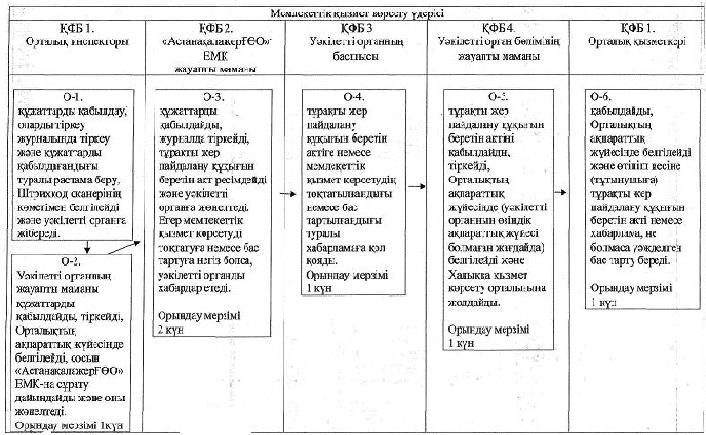 Мемлекеттік қызмет көрсету үдерісі
ҚФБ 1.
Орталық инспекторы
ҚФБ 2.
«АстанақалажерҒӨО»
ЕМК
жауапты маманы
ҚФБ 3
Уәкілетті органның
басшысы
ҚФБ 4.
Уәкілетті орган бөлімінің
жауапты маманы
ҚФБ 1.
Орталық қызметкері
О-1.
құжаттарды қабылдау,
оларды тіркеу
журналында тіркеу
және құжаттарды
қабылдағандығы
туралы растама беру,
Штрихкод сканерінің
көмегімен белгілейді
және уәкілетті органға
жібереді.
О-2.
Уәкілетті органның
жауапты маманы
құжаттарды
қабылдайды, тіркейді,
Орталықтың
ақпараттық жүйесінде
белгілейді, сосын
«АстанақалажерҒӨО»
ЕМК-на сұрату
дайындайды және оны
жөнелтеді.
Орындау мерзімі 1күн
О-3.
құжаттарды
қабылдайды,
журналда тіркейді,
тұрақты жер
пайдалану құқығын
беретін акт ресімдейді
және уәкілетті
органға жөнелтеді.
Егер мемлекеттік
қызмет көрсетуді
тоқтатуға немесе бас
тартуға негіз болса,
уәкілетті органды
хабардар етеді.
Орындау мерзімі
2 күн
О-4.
тұрақты жер
пайдалану
құқығын беретін
актіге немесе
мемлекеттік
қызмет көрсетудің
тоқтатылғандығы
немесе бас
тартылғандығы
туралы
хабарламаға қол
қояды.
Орындау мерзімі
1 күн
О-5.
тұрақты жер
пайдалану құқығын
беретін актіні
қабылдайды,
тіркейді,
Орталықтың
ақпараттық
жүйесінде (уәкілетті
органның өзіндік
ақпараттық жүйесі
болмаған жағдайда)
белгілейді және
Халыққа қызмет
көрсету орталығына
жолдайды.
Орындау мерзімі
1 күн
О-6.
қабылдайды,
Орталықтың
ақпараттық
жүйесінде белгілейді
және өтініш иесіне
(тұтынушыға)
тұрақты жер
пайдалану құқығын
беретін акті немесе
хабарлама, не
болмаса уәжделген
бас тарту береді.
Орындау мерзімі
1 күн